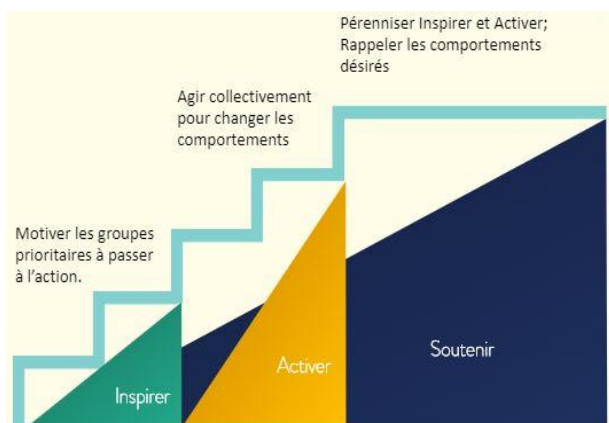 Pérenniser Inspirer et Activer;
Rappeler les comportements
désirés
Agir collectivement
pour changer les
comportements
Motiver les groupes
prioritaires à passer
à l’action.
Inspirer
Activer
Soutenir